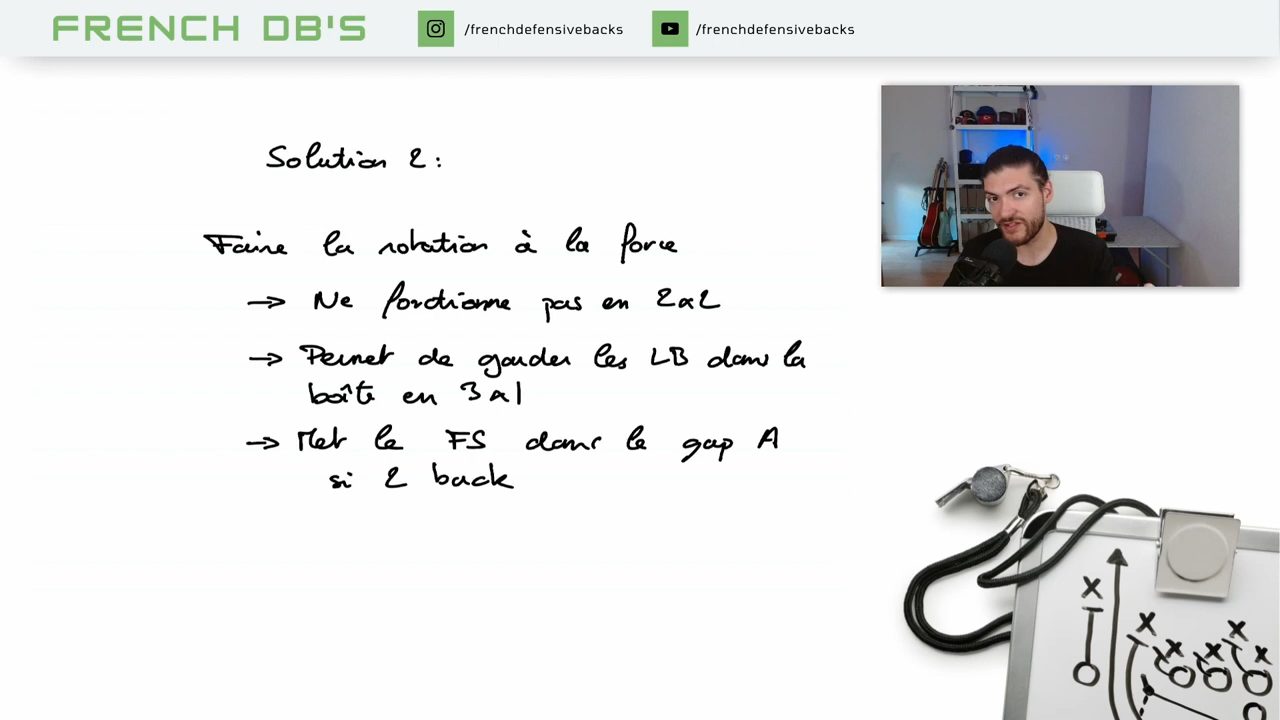 FRENCH DB'S
/frenchdefensivebacks
/frenchdefensivebacks
Solution 2 :
Faire la rotation à la force
→ Ne fonctionne pas en 2x2
→ Permet de garder les LB dans la
boîte en 3x1
→ Met le FS dans le gap A
si 2 back
X
X
X
X
X
X